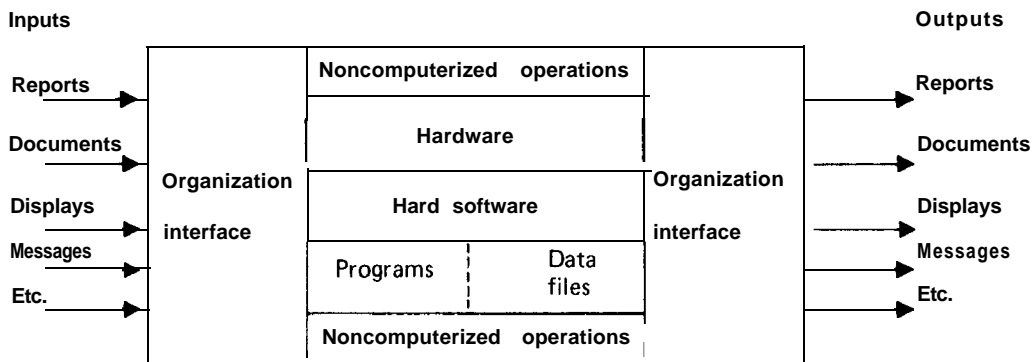 Inputs
Outputs
Noncomputerized operations
Reports
Reports
Hardware
Documents
Documents
Organization
Organization
Hard software
Displays
Displays
interface
interface
Messages
Messages
Programs
Data
files
Etc.
Etc.
Noncomputerized operations